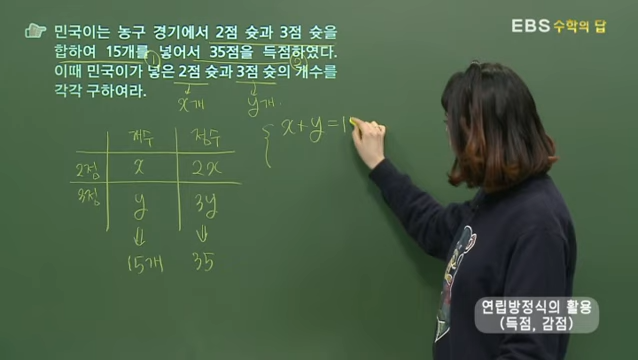 민국이는 농구 경기에서 2점 슛과 3점 슛을
합하여 15개를 넣어서 35점을 득점하였다.
① ②
이때 민국이가 넣은 2점 슛과 3점 슛의 개수를
각각 구하여라.
x개 y개
EBS 수학의 답
개수 점수
2점 x 2x
3점 y 3y
⇓ ⇓
15개 35
{ x+y=1
연립방정식의 활용
(득점, 감점)